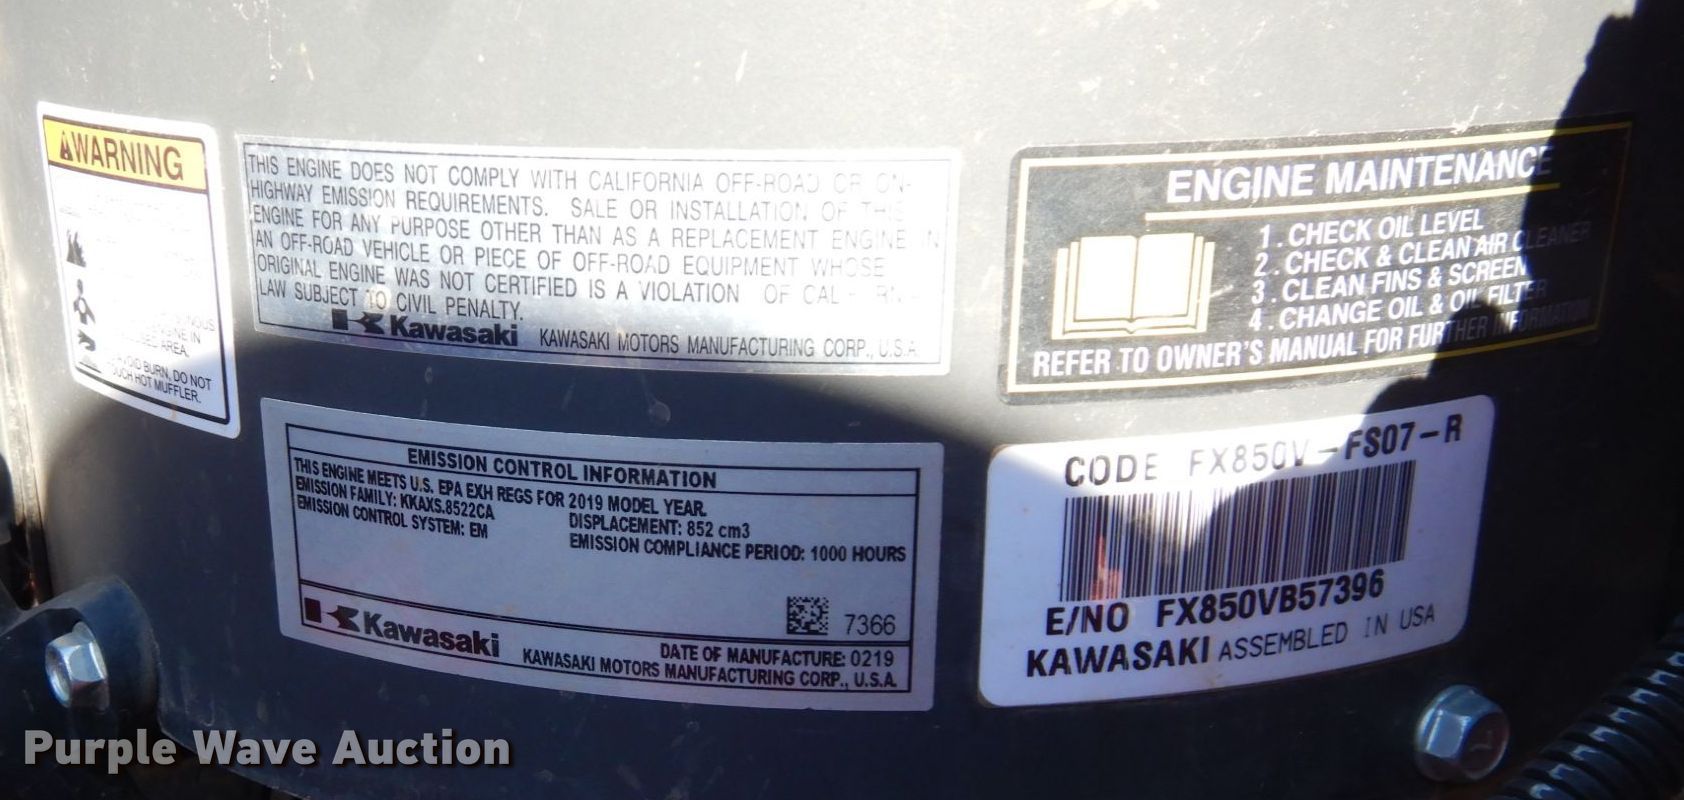 WARNING
ENGINE IN
AREA.
AVOID BURN, DO NOT
TOUCH HOT MUFFLER.
THIS ENGINE DOES NOT COMPLY WITH CALIFORNIA OFF-ROAD OR ON-
HIGHWAY EMISSION REQUIREMENTS. SALE OR INSTALLATION OF THIS
ENGINE FOR ANY PURPOSE OTHER THAN AS A REPLACEMENT ENGINE IN
AN OFF-ROAD VEHICLE OR PIECE OF OFF-ROAD EQUIPMENT WHOSE
ORIGINAL ENGINE WAS NOT CERTIFIED IS A VIOLATION OF CALIFORNIA
LAW SUBJECT TO CIVIL PENALTY.
Kawasaki KAWASAKI MOTORS MANUFACTURING CORP., U.S.A.
ENGINE MAINTENANCE
1. CHECK OIL LEVEL
2. CHECK & CLEAN AIR CLEANER
3. CLEAN FINS & SCREEN
4. CHANGE OIL & OIL FILTER
REFER TO OWNER'S MANUAL FOR FURTHER INFORMATION
EMISSION CONTROL INFORMATION
THIS ENGINE MEETS U.S. EPA EXH REGS FOR 2019 MODEL YEAR.
EMISSION FAMILY: KKAXS.8522CA DISPLACEMENT: 852 cm3
EMISSION CONTROL SYSTEM: EM EMISSION COMPLIANCE PERIOD: 1000 HOURS
7366
Kawasaki DATE OF MANUFACTURE: 0219
KAWASAKI MOTORS MANUFACTURING CORP., U.S.A.
CODE FX850V-FS07-R
E/NO FX850VB57396
KAWASAKI ASSEMBLED IN USA
Purple Wave Auction